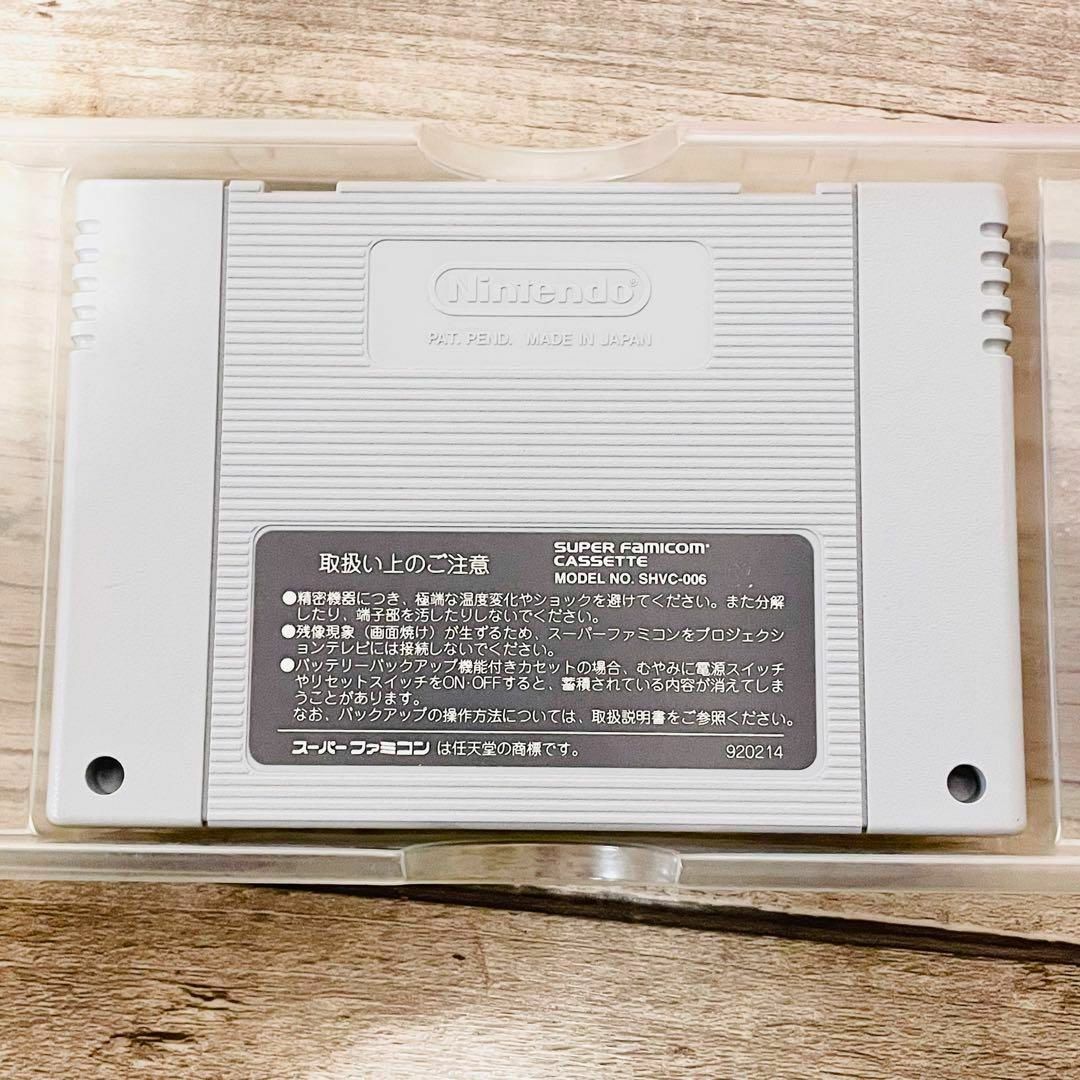 Nintendo®
PAT. PEND. MADE IN JAPAN
取扱い上のご注意
SUPER FAMICOM
CASSETTE
MODEL NO. SHVC-006
●精密機器につき、極端な温度変化やショックを避けてください。また分解
したり、端子部を汚したりしないでください。
●残像現象（画面焼け）が生ずるため、スーパーファミコンをプロジェクシ
ョンテレビには接続しないでください。
●バッテリーバックアップ機能付きカセットの場合、むやみに電源スイッチ
やリセットスイッチをON·OFFすると、蓄積されている内容が消えてしま
うことがあります。
なお、バックアップの操作方法については、取扱説明書をご参照ください。
スーパーファミコン は任天堂の商標です。
920214